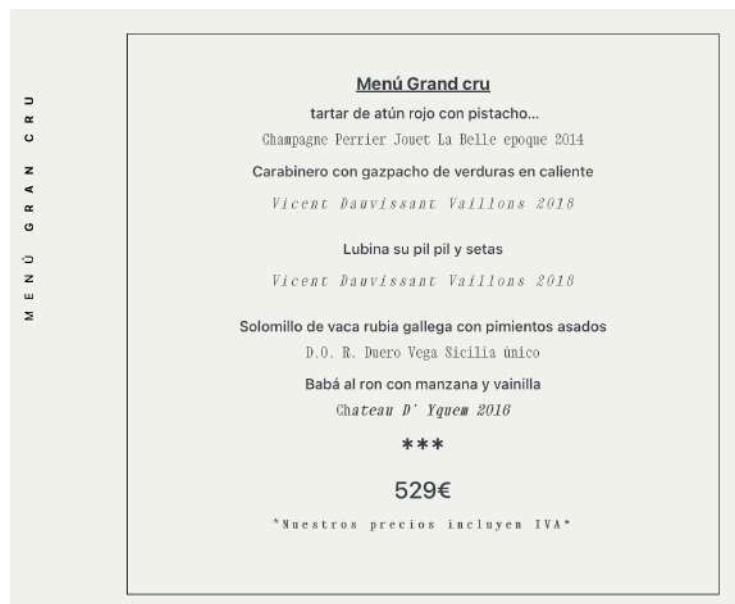 MENÚ GRAN CRU
Menú Grand cru
tartar de atún rojo con pistacho...
Champagne Perrier Jouet La Belle epoque 2014
Carabinero con gazpacho de verduras en caliente
Vicent Dauvissant Vaillons 2018
Lubina su pil pil y setas
Vicent Dauvissant Vaillons 2018
Solomillo de vaca rubia gallega con pimientos asados
D.O. R. Duero Vega Sicilia único
Babá al ron con manzana y vainilla
Chateau D' Yquem 2016
***
529€
*Nuestros precios incluyen IVA*